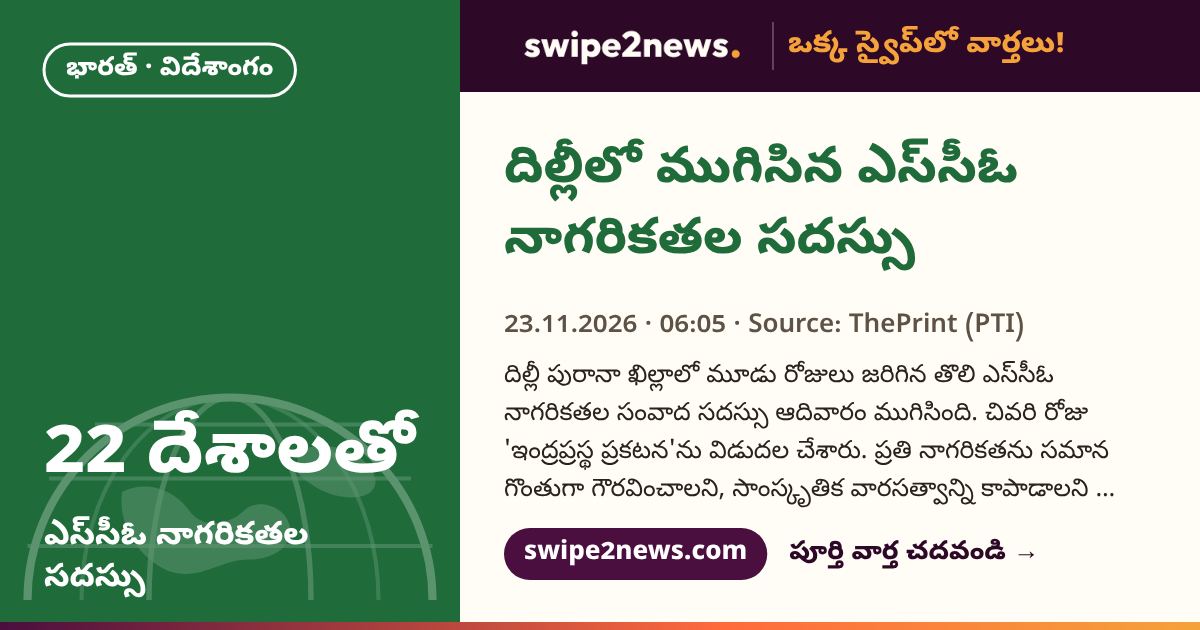 భారత్ · విదేశాంగం
22 దేశాలతో
ఎస్‌సీఓ నాగరికతల
సదస్సు
swipe2news.
ఒక్క స్వైప్‌లో వార్తలు!
దిల్లీలో ముగిసిన ఎస్‌సీఓ
నాగరికతల సదస్సు
23.11.2026 · 06:05 · Source: ThePrint (PTI)
దిల్లీ పురానా ఖిల్లాలో మూడు రోజులు జరిగిన తొలి ఎస్‌సీఓ
నాగరికతల సంవాద సదస్సు ఆదివారం ముగిసింది. చివరి రోజు
'ఇంద్రప్రస్థ ప్రకటన'ను విడుదల చేశారు. ప్రతి నాగరికతను సమాన
గొంతుగా గౌరవించాలని, సాంస్కృతిక వారసత్వాన్ని కాపాడాలని ...
swipe2news.com
పూర్తి వార్త చదవండి →